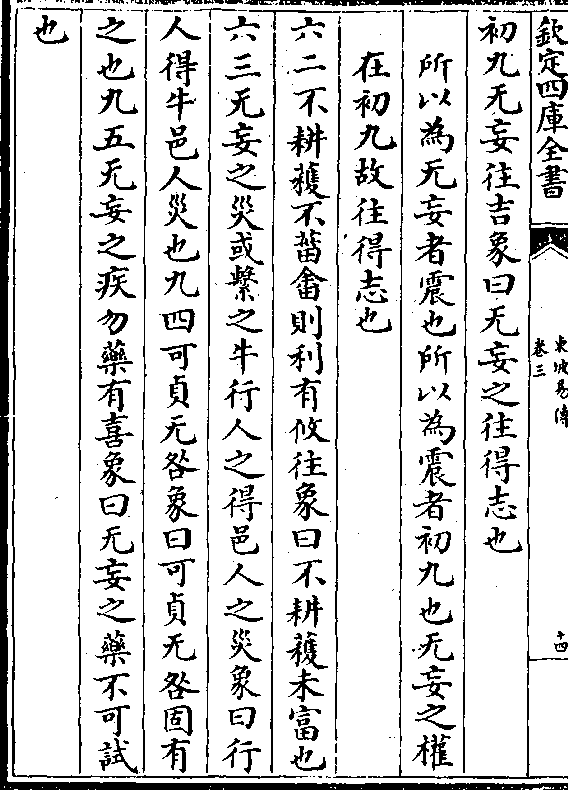 欽定四庫全書
東坡易傳
卷三
十四
初九无妄往吉象曰无妄之往得志也
所以為无妄者震也所以為震者初九也无妄之權
在初九故往得志也
六二不耕穫不菑畬則利有攸往象曰不耕穫未富也
六三无妄之災或繫之牛行人之得邑人之災象曰行
人得牛邑人災也九四可貞无咎象曰可貞无咎固有
之也九五无妄之疾勿藥有喜象曰无妄之藥不可試
也